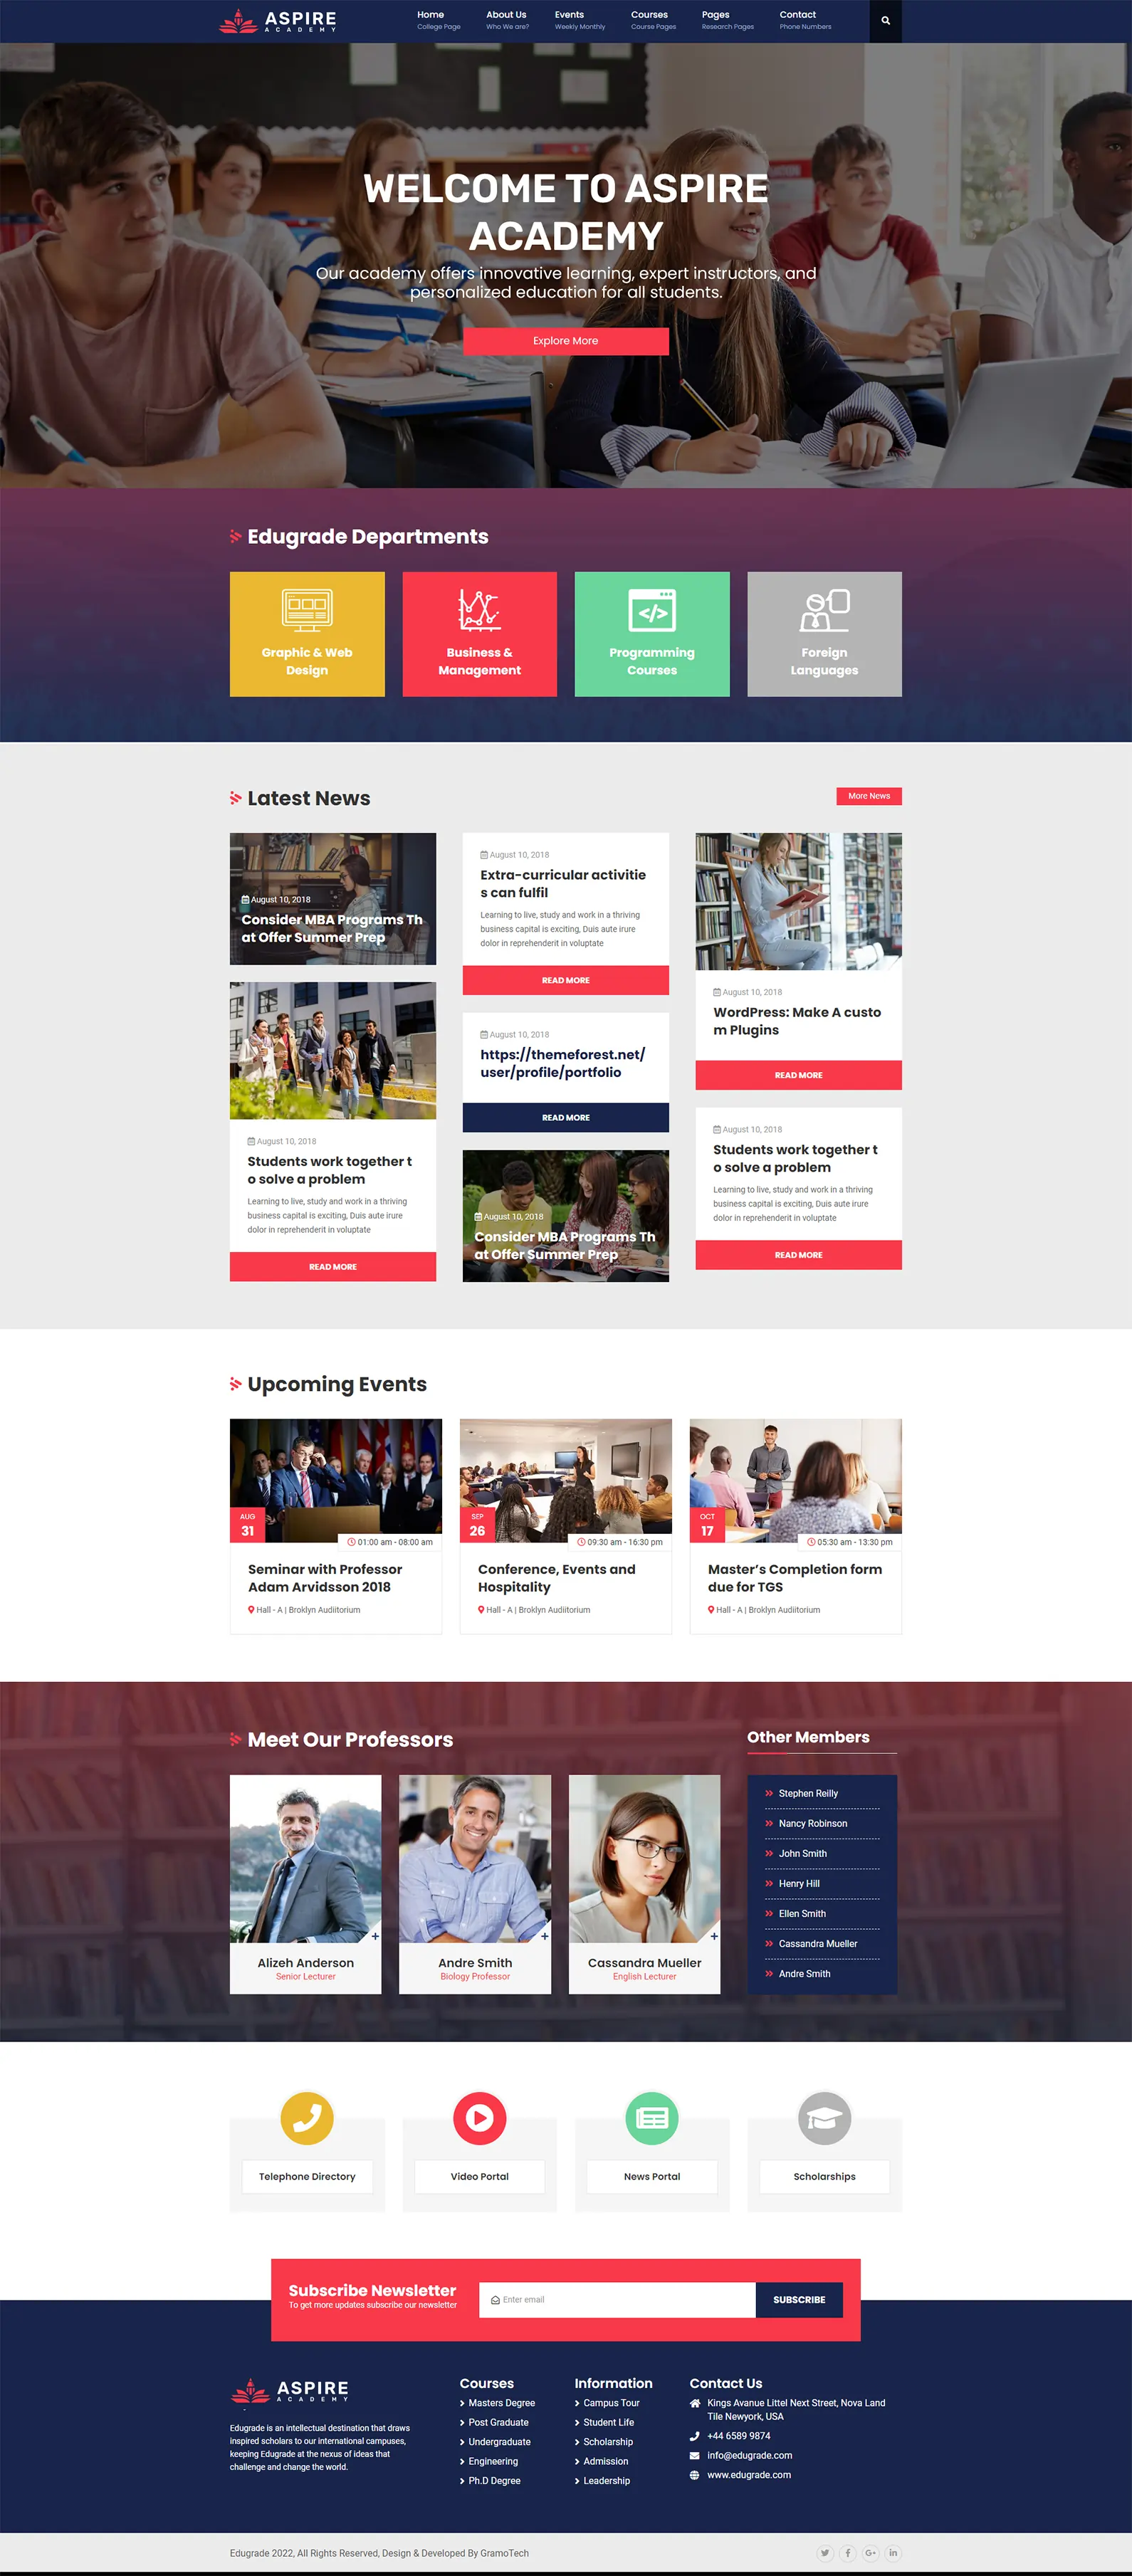 ASPIRE
ACADEMY
Home
College Page
About Us
Who We are?
Events
Weekly Monthly
Courses
Course Pages
Pages
Research Pages
Contact
Phone Numbers
WELCOME TO ASPIRE
ACADEMY
Our academy offers innovative learning, expert instructors, and
personalized education for all students.
Explore More
Edugrade Departments
Graphic & Web
Design
Business &
Management
Programming
Courses
Foreign
Languages
Latest News
More News
August 10, 2018
Consider MBA Programs Th
at Offer Summer Prep
August 10, 2018
Students work together t
o solve a problem
Learning to live, study and work in a thriving
business capital is exciting, Duis aute irure
dolor in reprehenderit in voluptate
READ MORE
August 10, 2018
Extra-curricular activitie
s can fulfil
Learning to live, study and work in a thriving
business capital is exciting, Duis aute irure
dolor in reprehenderit in voluptate
READ MORE
August 10, 2018
https://themeforest.net/
user/profile/portfolio
READ MORE
August 10, 2018
Consider MBA Programs Th
at Offer Summer Prep
August 10, 2018
WordPress: Make A custo
m Plugins
READ MORE
August 10, 2018
Students work together t
o solve a problem
Learning to live, study and work in a thriving
business capital is exciting, Duis aute irure
dolor in reprehenderit in voluptate
READ MORE
Upcoming Events
AUG
31
01:00 am - 08:00 am
Seminar with Professor
Adam Arvidsson 2018
Hall - A | Broklyn Audiitorium
SEP
26
09:30 am - 16:30 pm
Conference, Events and
Hospitality
Hall - A | Broklyn Audiitorium
OCT
17
05:30 am - 13:30 pm
Master's Completion form
due for TGS
Hall - A | Broklyn Audiitorium
Meet Our Professors
Alizeh Anderson
Senior Lecturer
Andre Smith
Biology Professor
Cassandra Mueller
English Lecturer
Other Members
Stephen Reilly
Nancy Robinson
John Smith
Henry Hill
Ellen Smith
Cassandra Mueller
Andre Smith
Telephone Directory
Video Portal
News Portal
Scholarships
Subscribe Newsletter
To get more updates subscribe our newsletter
Enter email
SUBSCRIBE
ASPIRE
ACADEMY
Edugrade is an intellectual destination that draws
inspired scholars to our international campuses,
keeping Edugrade at the nexus of ideas that
challenge and change the world.
Courses
Masters Degree
Post Graduate
Undergraduate
Engineering
Ph.D Degree
Information
Campus Tour
Student Life
Scholarship
Admission
Leadership
Contact Us
Kings Avanue Littel Next Street, Nova Land
Tile Newyork, USA
+44 6589 9874
info@edugrade.com
www.edugrade.com
Edugrade 2022, All Rights Reserved, Design & Developed By GramoTech